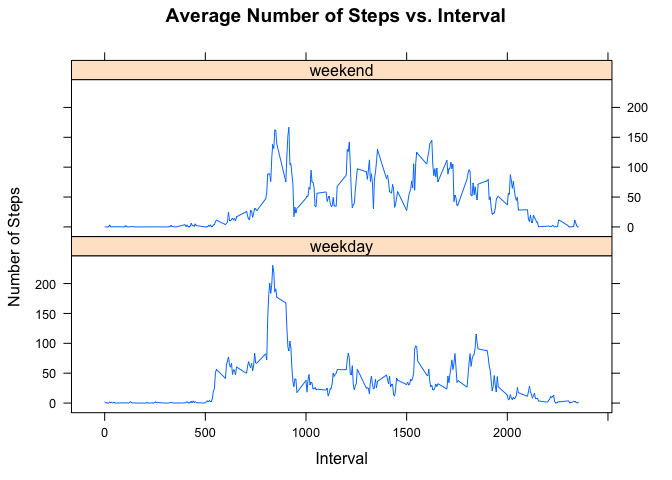 Average Number of Steps vs. Interval
weekend
200
150
100
50
0
Number of Steps
weekday
200
150
100
50
0
0 500 1000 1500 2000
Interval